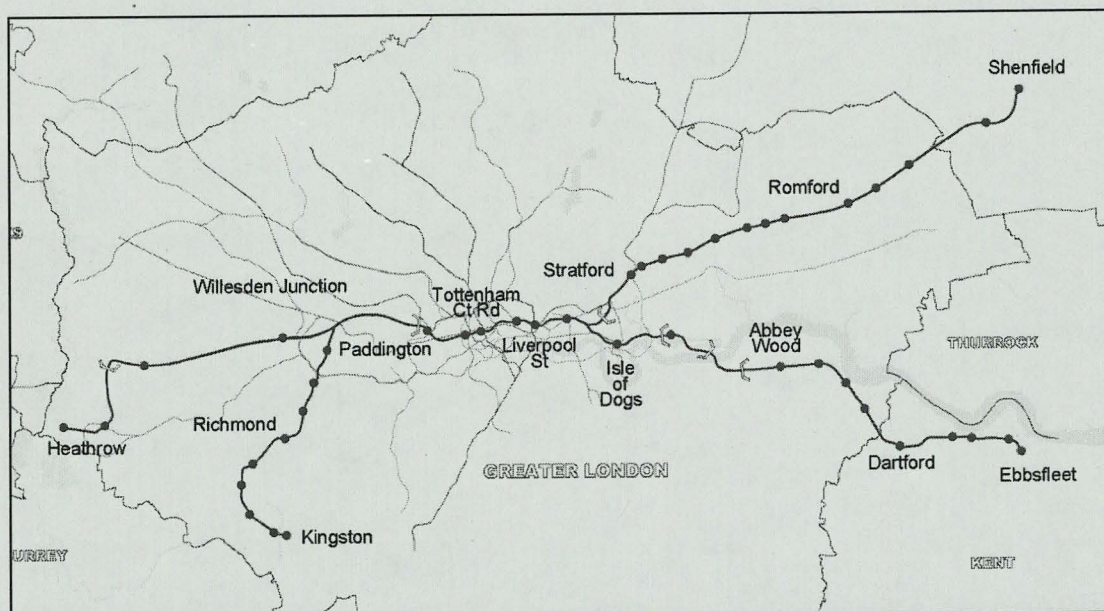 Shenfield
Romford
Stratford
Willesden Junction
Tottenham
Ct Rd
Paddington
Liverpool
St
Abbey
Wood
THURROCK
Isle
of
Dogs
Richmond
Heathrow
Dartford
Ebbsfleet
GREATER LONDON
Kingston
URREY
KENT